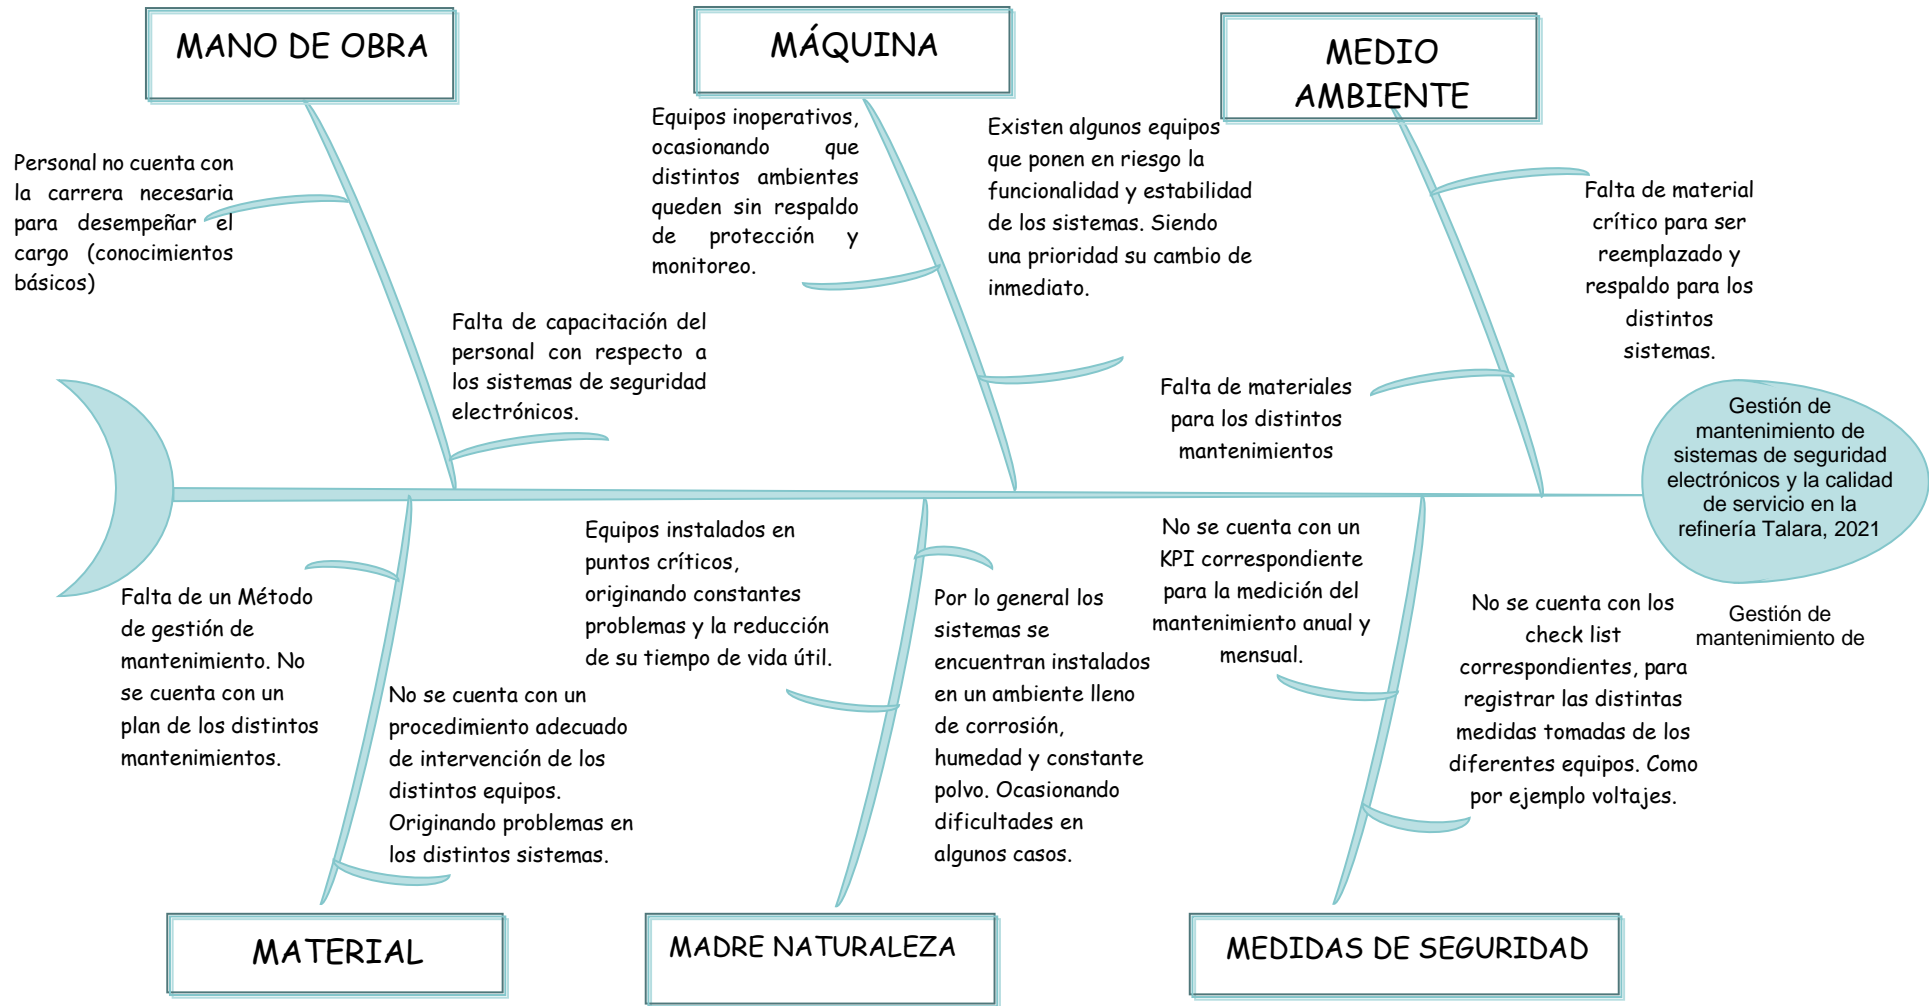 MANO DE OBRA
MÁQUINA
MEDIO
AMBIENTE
Personal no cuenta con
la carrera necesaria
para desempeñar el
cargo (conocimientos
básicos)
Falta de capacitación del
personal con respecto a
los sistemas de seguridad
electrónicos.
Equipos inoperativos,
ocasionando que
distintos ambientes
queden sin respaldo
de protección y
monitoreo.
Existen algunos equipos
que ponen en riesgo la
funcionalidad y estabilidad
de los sistemas. Siendo
una prioridad su cambio de
inmediato.
Falta de materiales
para los distintos
mantenimientos
Falta de material
crítico para ser
reemplazado y
respaldo para los
distintos
sistemas.
Gestión de
mantenimiento de
sistemas de seguridad
electrónicos y la calidad
de servicio en la
refinería Talara, 2021
Gestión de
mantenimiento de
Falta de un Método
de gestión de
mantenimiento. No
se cuenta con un
plan de los distintos
mantenimientos.
No se cuenta con un
procedimiento adecuado
de intervención de los
distintos equipos.
Originando problemas en
los distintos sistemas.
Equipos instalados en
puntos críticos,
originando constantes
problemas y la reducción
de su tiempo de vida útil.
Por lo general los
sistemas se
encuentran instalados
en un ambiente lleno
de corrosión,
humedad y constante
polvo. Ocasionando
dificultades en
algunos casos.
No se cuenta con un
KPI correspondiente
para la medición del
mantenimiento anual y
mensual.
No se cuenta con los
check list
correspondientes, para
registrar las distintas
medidas tomadas de los
diferentes equipos. Como
por ejemplo voltajes.
MATERIAL
MADRE NATURALEZA
MEDIDAS DE SEGURIDAD